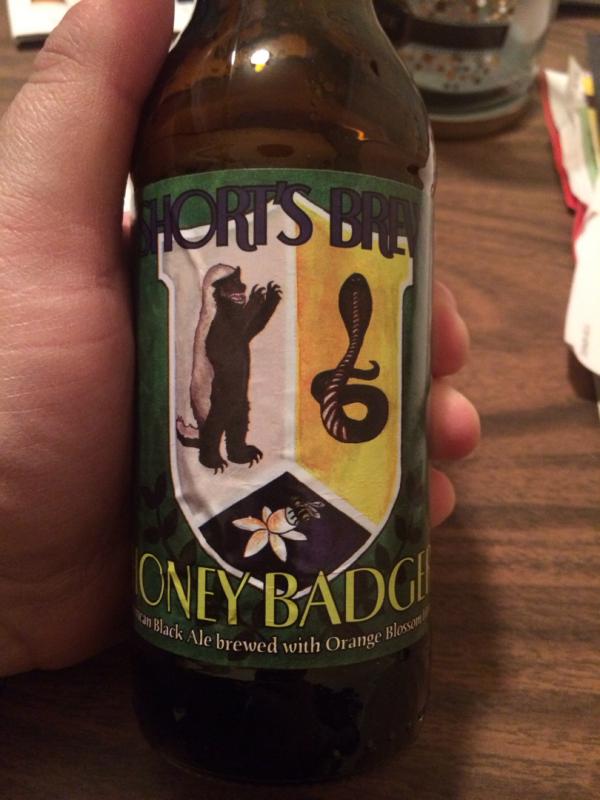 SHORT'S BREW
HONEY BADGER
Black Ale brewed with Orange Blossom